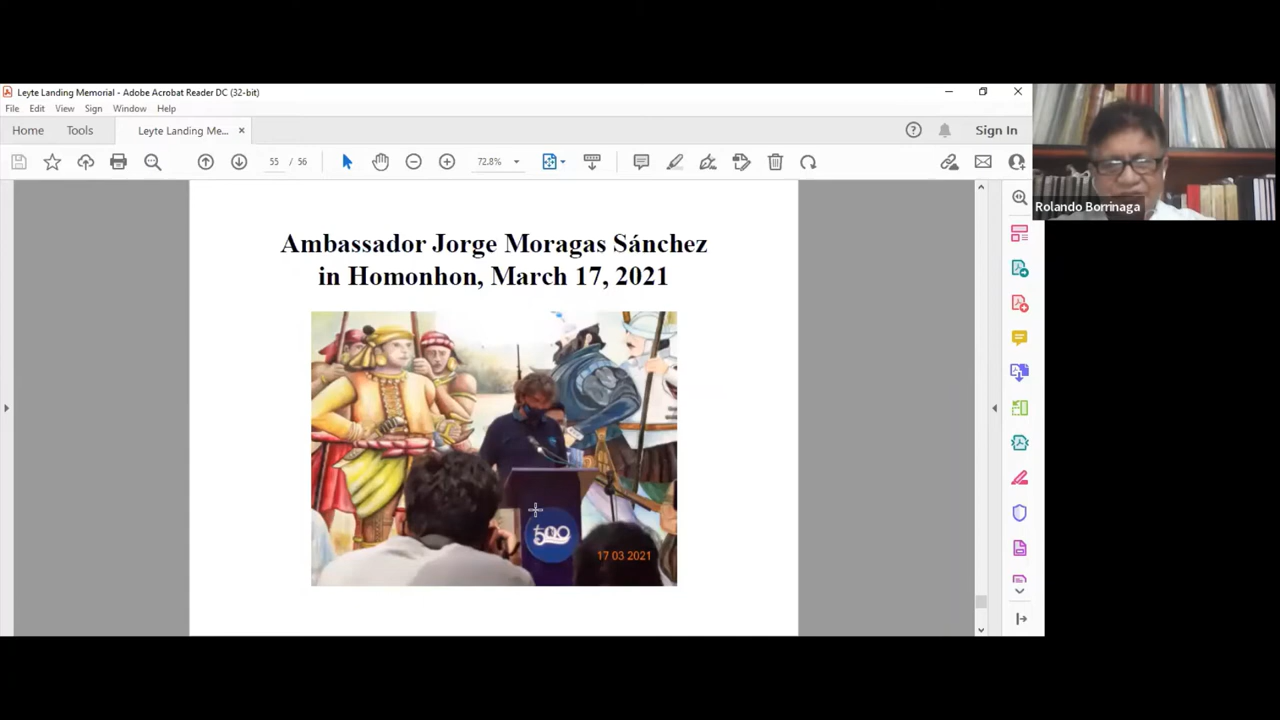 Leyte Landing Memorial - Adobe Acrobat Reader DC (32-bit)
File Edit View Sign Window Help
Home Tools Leyte Landing Me... Sign In
55 / 56 72.8%
Rolando Borrinaga
Ambassador Jorge Moragas Sánchez
in Homonhon, March 17, 2021
500
17 03 2021